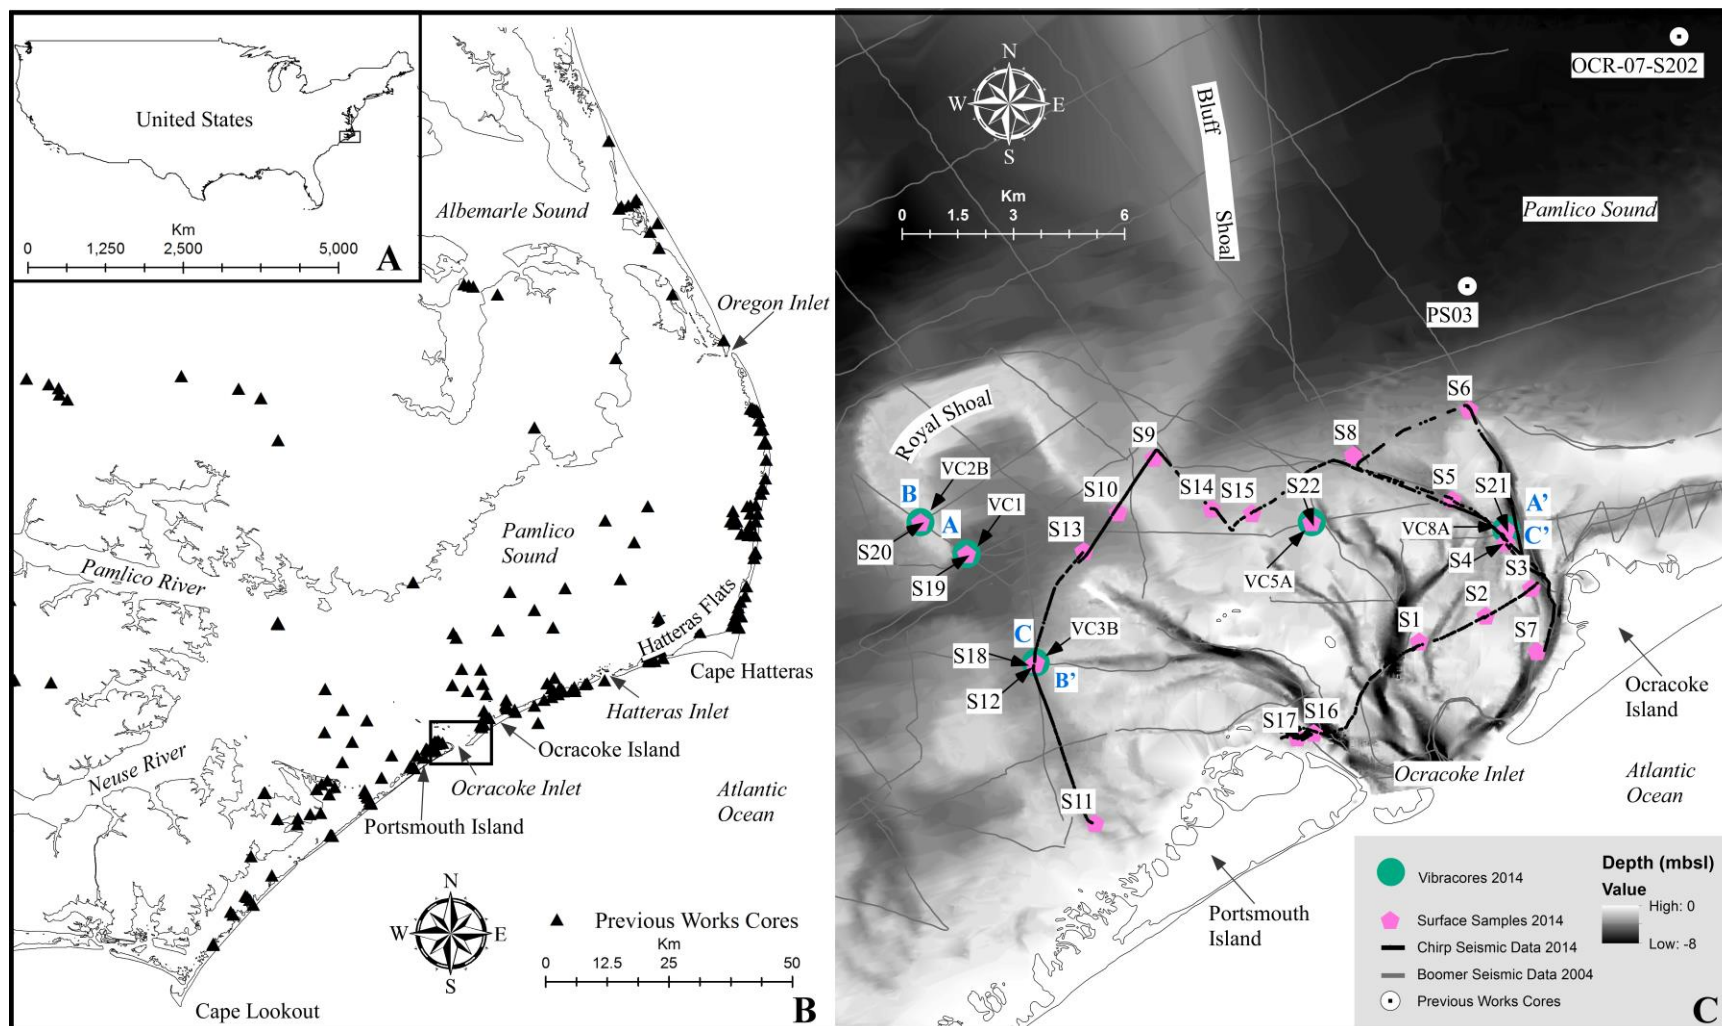 United States
Km
0 1,250 2,500 5,000
A
Albemarle Sound
Oregon Inlet
Pamlico
Sound
Pamlico River
Hatteras Flats
Cape Hatteras
Hatteras Inlet
Ocracoke Island
Neuse River
Ocracoke Inlet
Atlantic
Ocean
Portsmouth Island
N
W E
S
Previous Works Cores
Km
0 12.5 25 50
Cape Lookout
B
OCR-07-S202
N
W E
S
Bluff
Shoal
Km
0 1.5 3 6
Pamlico Sound
PS03
S6
Royal Shoal
S9
S8
VC2B
B
A
VC1
S10
S14
S15
S22
S5
S21
A'
VC8A
C'
S20
S13
S19
VC5A
S4
S3
S2
C
VC3B
S1
S18
S7
B'
S12
S17
S16
Ocracoke
Island
Ocracoke Inlet
Atlantic
Ocean
S11
Portsmouth
Island
Vibracores 2014
Surface Samples 2014
Chirp Seismic Data 2014
Boomer Seismic Data 2004
Previous Works Cores
Depth (mbsl)
Value
High: 0
Low: -8
C